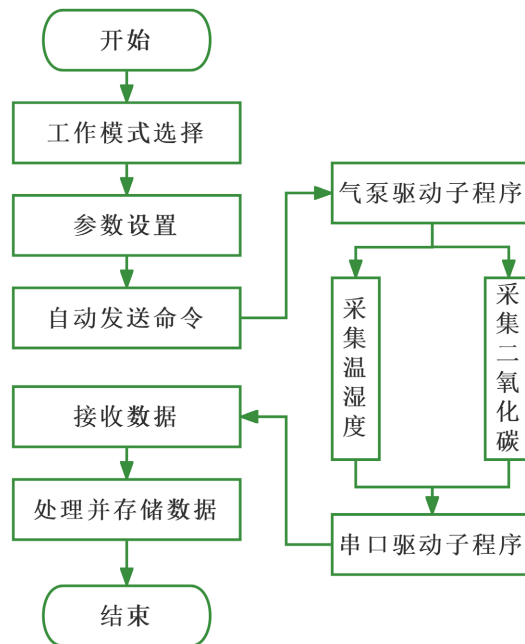 开始
工作模式选择
参数设置
自动发送命令
气泵驱动子程序
采集温湿度
采集二氧化碳
串口驱动子程序
接收数据
处理并存储数据
结束